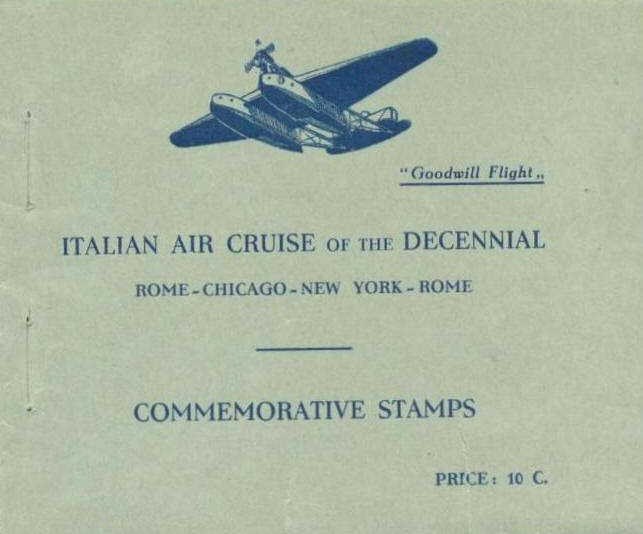 "Goodwill Flight„
ITALIAN AIR CRUISE OF THE DECENNIAL
ROME-CHICAGO-NEW YORK-ROME
COMMEMORATIVE STAMPS
PRICE: 10 C.